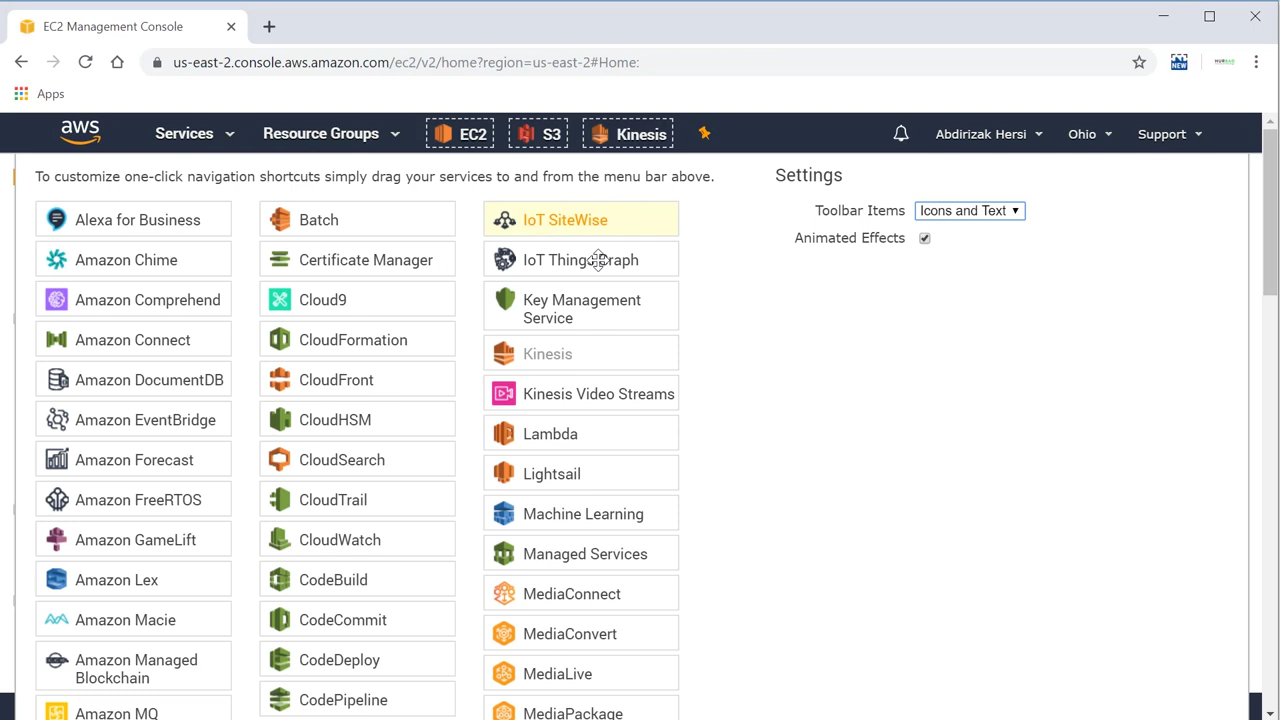 EC2 Management Console
us-east-2.console.aws.amazon.com/ec2/v2/home?region=us-east-2#Home:
NEW
Apps
aws Services Resource Groups EC2 S3 Kinesis Abdirizak Hersi Ohio Support
To customize one-click navigation shortcuts simply drag your services to and from the menu bar above.
Alexa for Business
Amazon Chime
Amazon Comprehend
Amazon Connect
Amazon DocumentDB
Amazon EventBridge
Amazon Forecast
Amazon FreeRTOS
Amazon GameLift
Amazon Lex
Amazon Macie
Amazon Managed
Blockchain
Amazon MQ
Batch
Certificate Manager
Cloud9
CloudFormation
CloudFront
CloudHSM
CloudSearch
CloudTrail
CloudWatch
CodeBuild
CodeCommit
CodeDeploy
CodePipeline
IoT SiteWise
IoT Things Graph
Key Management
Service
Kinesis
Kinesis Video Streams
Lambda
Lightsail
Machine Learning
Managed Services
MediaConnect
MediaConvert
MediaLive
MediaPackage
Settings
Toolbar Items Icons and Text
Animated Effects